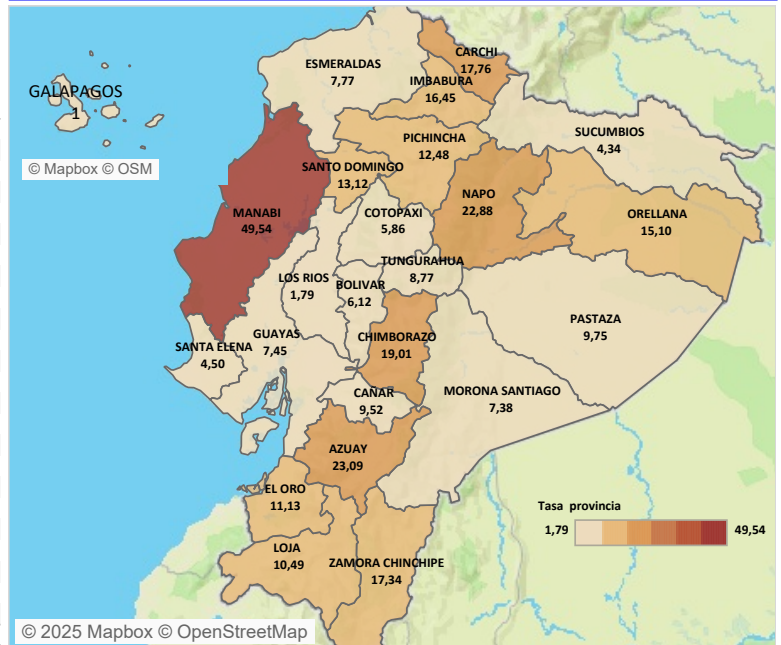 CARCHI
17,76
ESMERALDAS
7,77
IMBABURA
16,45
GALAPAGOS
1
SUCUMBIOS
4,34
PICHINCHA
12,48
© Mapbox © OSM
SANTO DOMINGO
13,12
NAPO
22,88
MANABI
49,54
COTOPAXI
5,86
ORELLANA
15,10
TUNGURAHUA
8,77
LOS RIOS
1,79
BOLIVAR
6,12
PASTAZA
9,75
GUAYAS
7,45
CHIMBORAZO
19,01
SANTA ELENA
4,50
CAÑAR
9,52
MORONA SANTIAGO
7,38
AZUAY
23,09
EL ORO
11,13
Tasa provincia
1,79 49,54
LOJA
10,49
ZAMORA CHINCHIPE
17,34
© 2025 Mapbox © OpenStreetMap